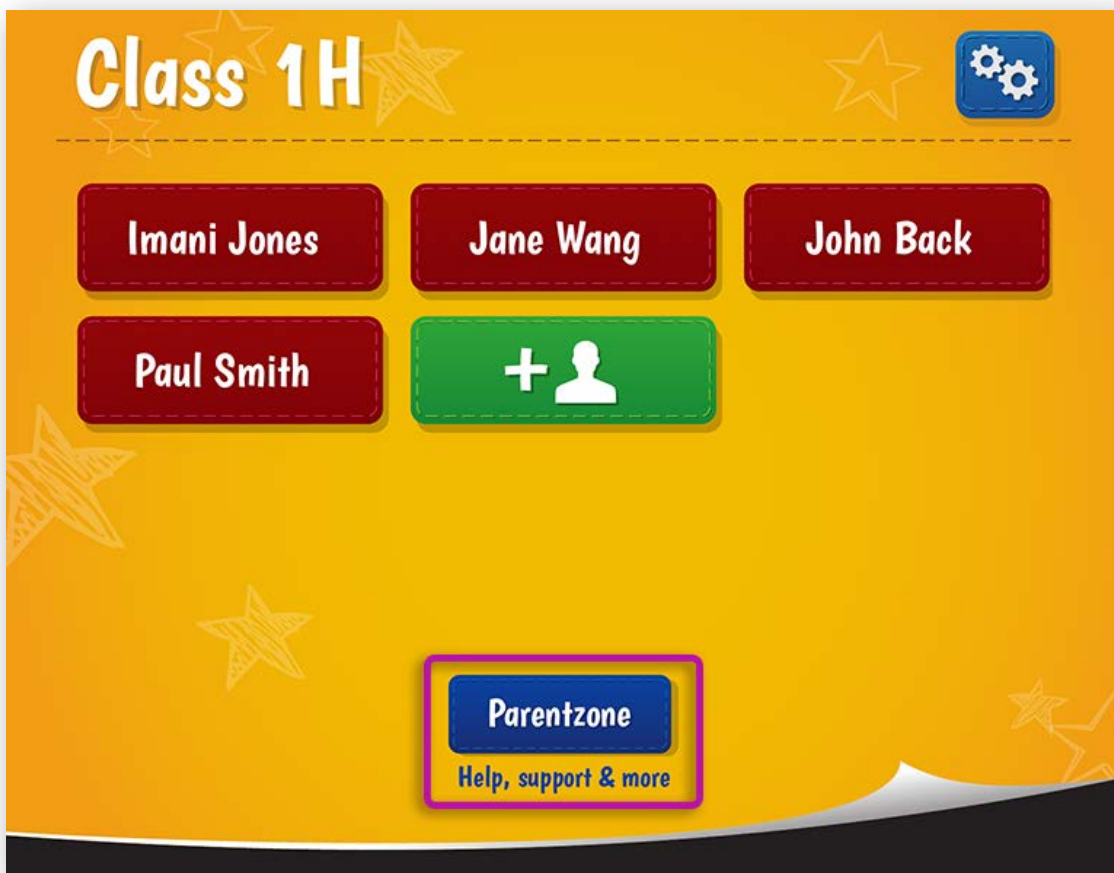 Class 1H
Imani Jones
Jane Wang
John Back
Paul Smith
Parentzone
Help, support & more